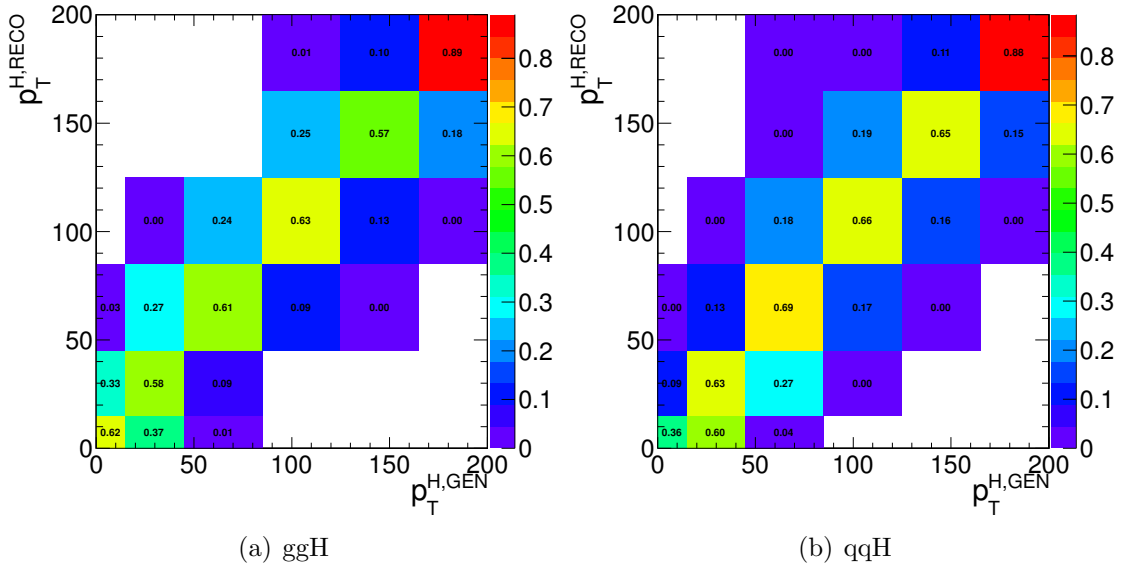 200
150
100
50
0
p_T^{H,RECO}
0.01 0.10 0.89
0.25 0.57 0.18
0.00 0.24 0.63 0.13 0.00
0.03 0.27 0.61 0.09 0.00
0.33 0.58 0.09
0.62 0.37 0.01
0 50 100 150 200
p_T^{H,GEN}
0.8
0.7
0.6
0.5
0.4
0.3
0.2
0.1
0
(a) ggH
200
150
100
50
0
p_T^{H,RECO}
0.00 0.00 0.11 0.88
0.00 0.19 0.65 0.15
0.00 0.18 0.66 0.16 0.00
0.00 0.13 0.69 0.17 0.00
0.09 0.63 0.27 0.00
0.36 0.60 0.04
0 50 100 150 200
p_T^{H,GEN}
0.8
0.7
0.6
0.5
0.4
0.3
0.2
0.1
0
(b) qqH